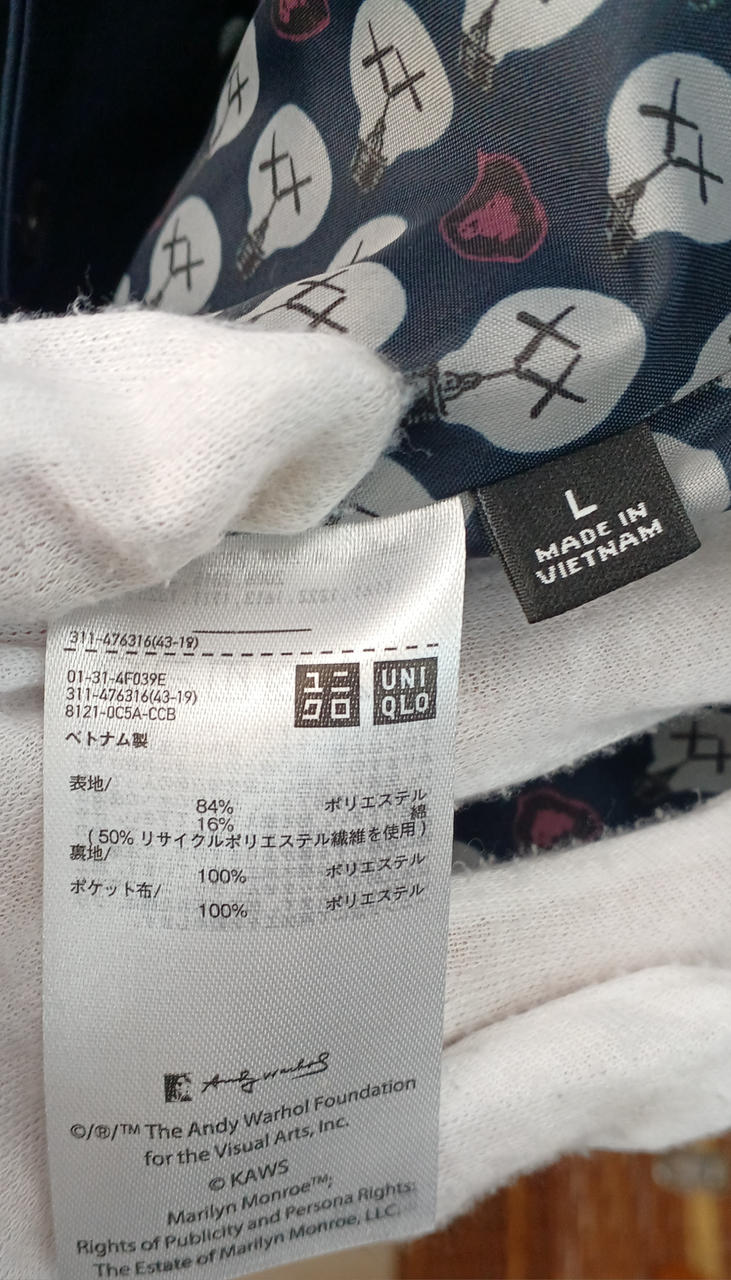 L
MADE IN
VIETNAM
311-476316(43-19)
01-31-4F039E
311-476316(43-19)
8121-0C5A-CCB
ユニ
クロ
UNI
QLO
ベトナム製
表地/
84% ポリエステル
16% 綿
(50% リサイクルポリエステル繊維を使用)
裏地/
100% ポリエステル
ポケット布/
100% ポリエステル
Andy Warhol
©/®/™ The Andy Warhol Foundation
for the Visual Arts, Inc.
© KAWS
Marilyn Monroe™;
Rights of Publicity and Persona Rights:
The Estate of Marilyn Monroe, LLC.